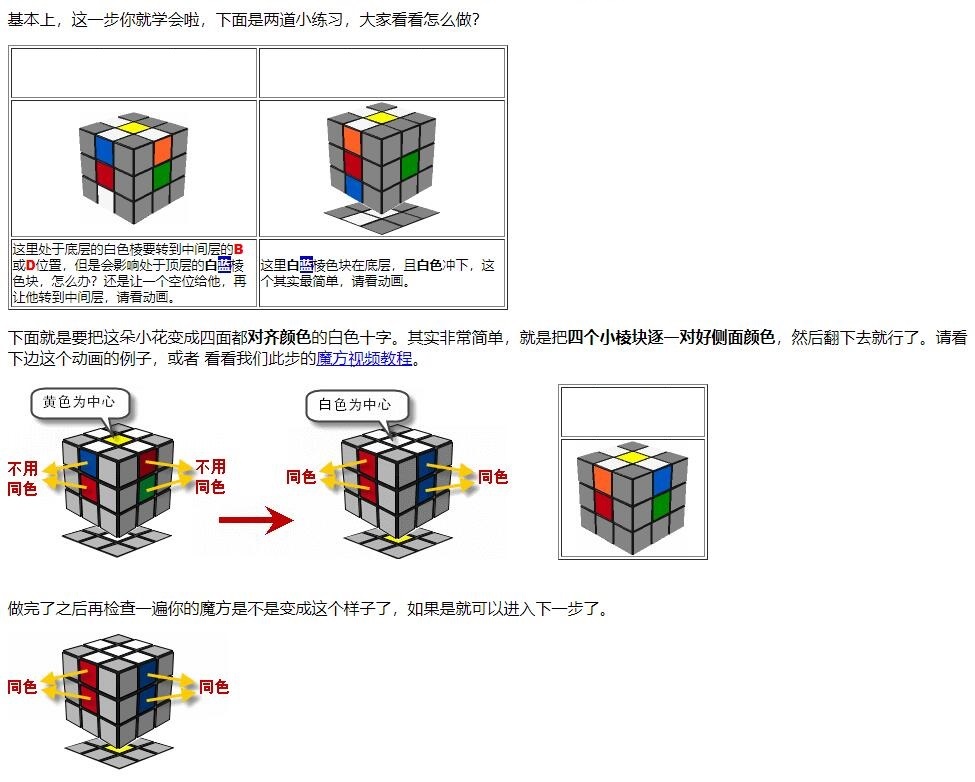 基本上，这一步你就学会啦，下面是两道小练习，大家看看怎么做？
这里处于底层的白色棱要转到中间层的B
或D位置，但是会影响处于顶层的白蓝棱
色块，怎么办？还是让一个空位给他，再
让他转到中间层，请看动画。
这里白蓝棱色块在底层，且白色冲下，这
个其实最简单，请看动画。
下面就是要把这朵小花变成四面都对齐颜色的白色十字。其实非常简单，就是把四个小棱块逐一对好侧面颜色，然后翻下去就行了。请看
下边这个动画的例子，或者 看看我们此步的魔方视频教程。
黄色为中心
不用
同色
不用
同色
白色为中心
同色
同色
做完了之后再检查一遍你的魔方是不是变成这个样子了，如果是就可以进入下一步了。
同色
同色